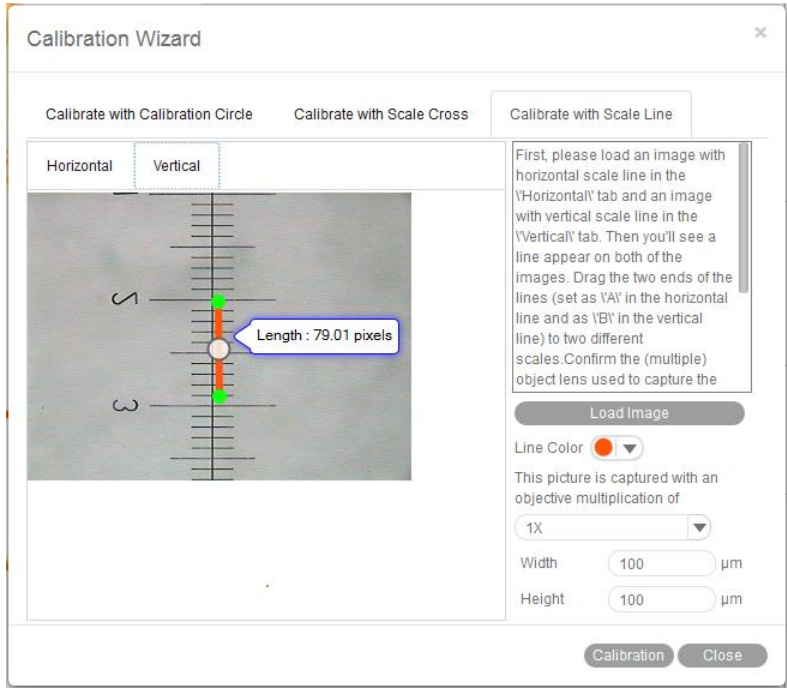 Calibration Wizard
×
Calibrate with Calibration Circle
Calibrate with Scale Cross
Calibrate with Scale Line
Horizontal
Vertical
2
Length : 79.01 pixels
3
First, please load an image with
horizontal scale line in the
\'Horizontal\' tab and an image
with vertical scale line in the
\'Vertical\' tab. Then you'll see a
line appear on both of the
images. Drag the two ends of the
lines (set as \'A\' in the horizontal
line and as \'B\' in the vertical
line) to two different
scales.Confirm the (multiple)
object lens used to capture the
Load Image
Line Color
This picture is captured with an
objective multiplication of
1X
Width
100
µm
Height
100
µm
Calibration
Close